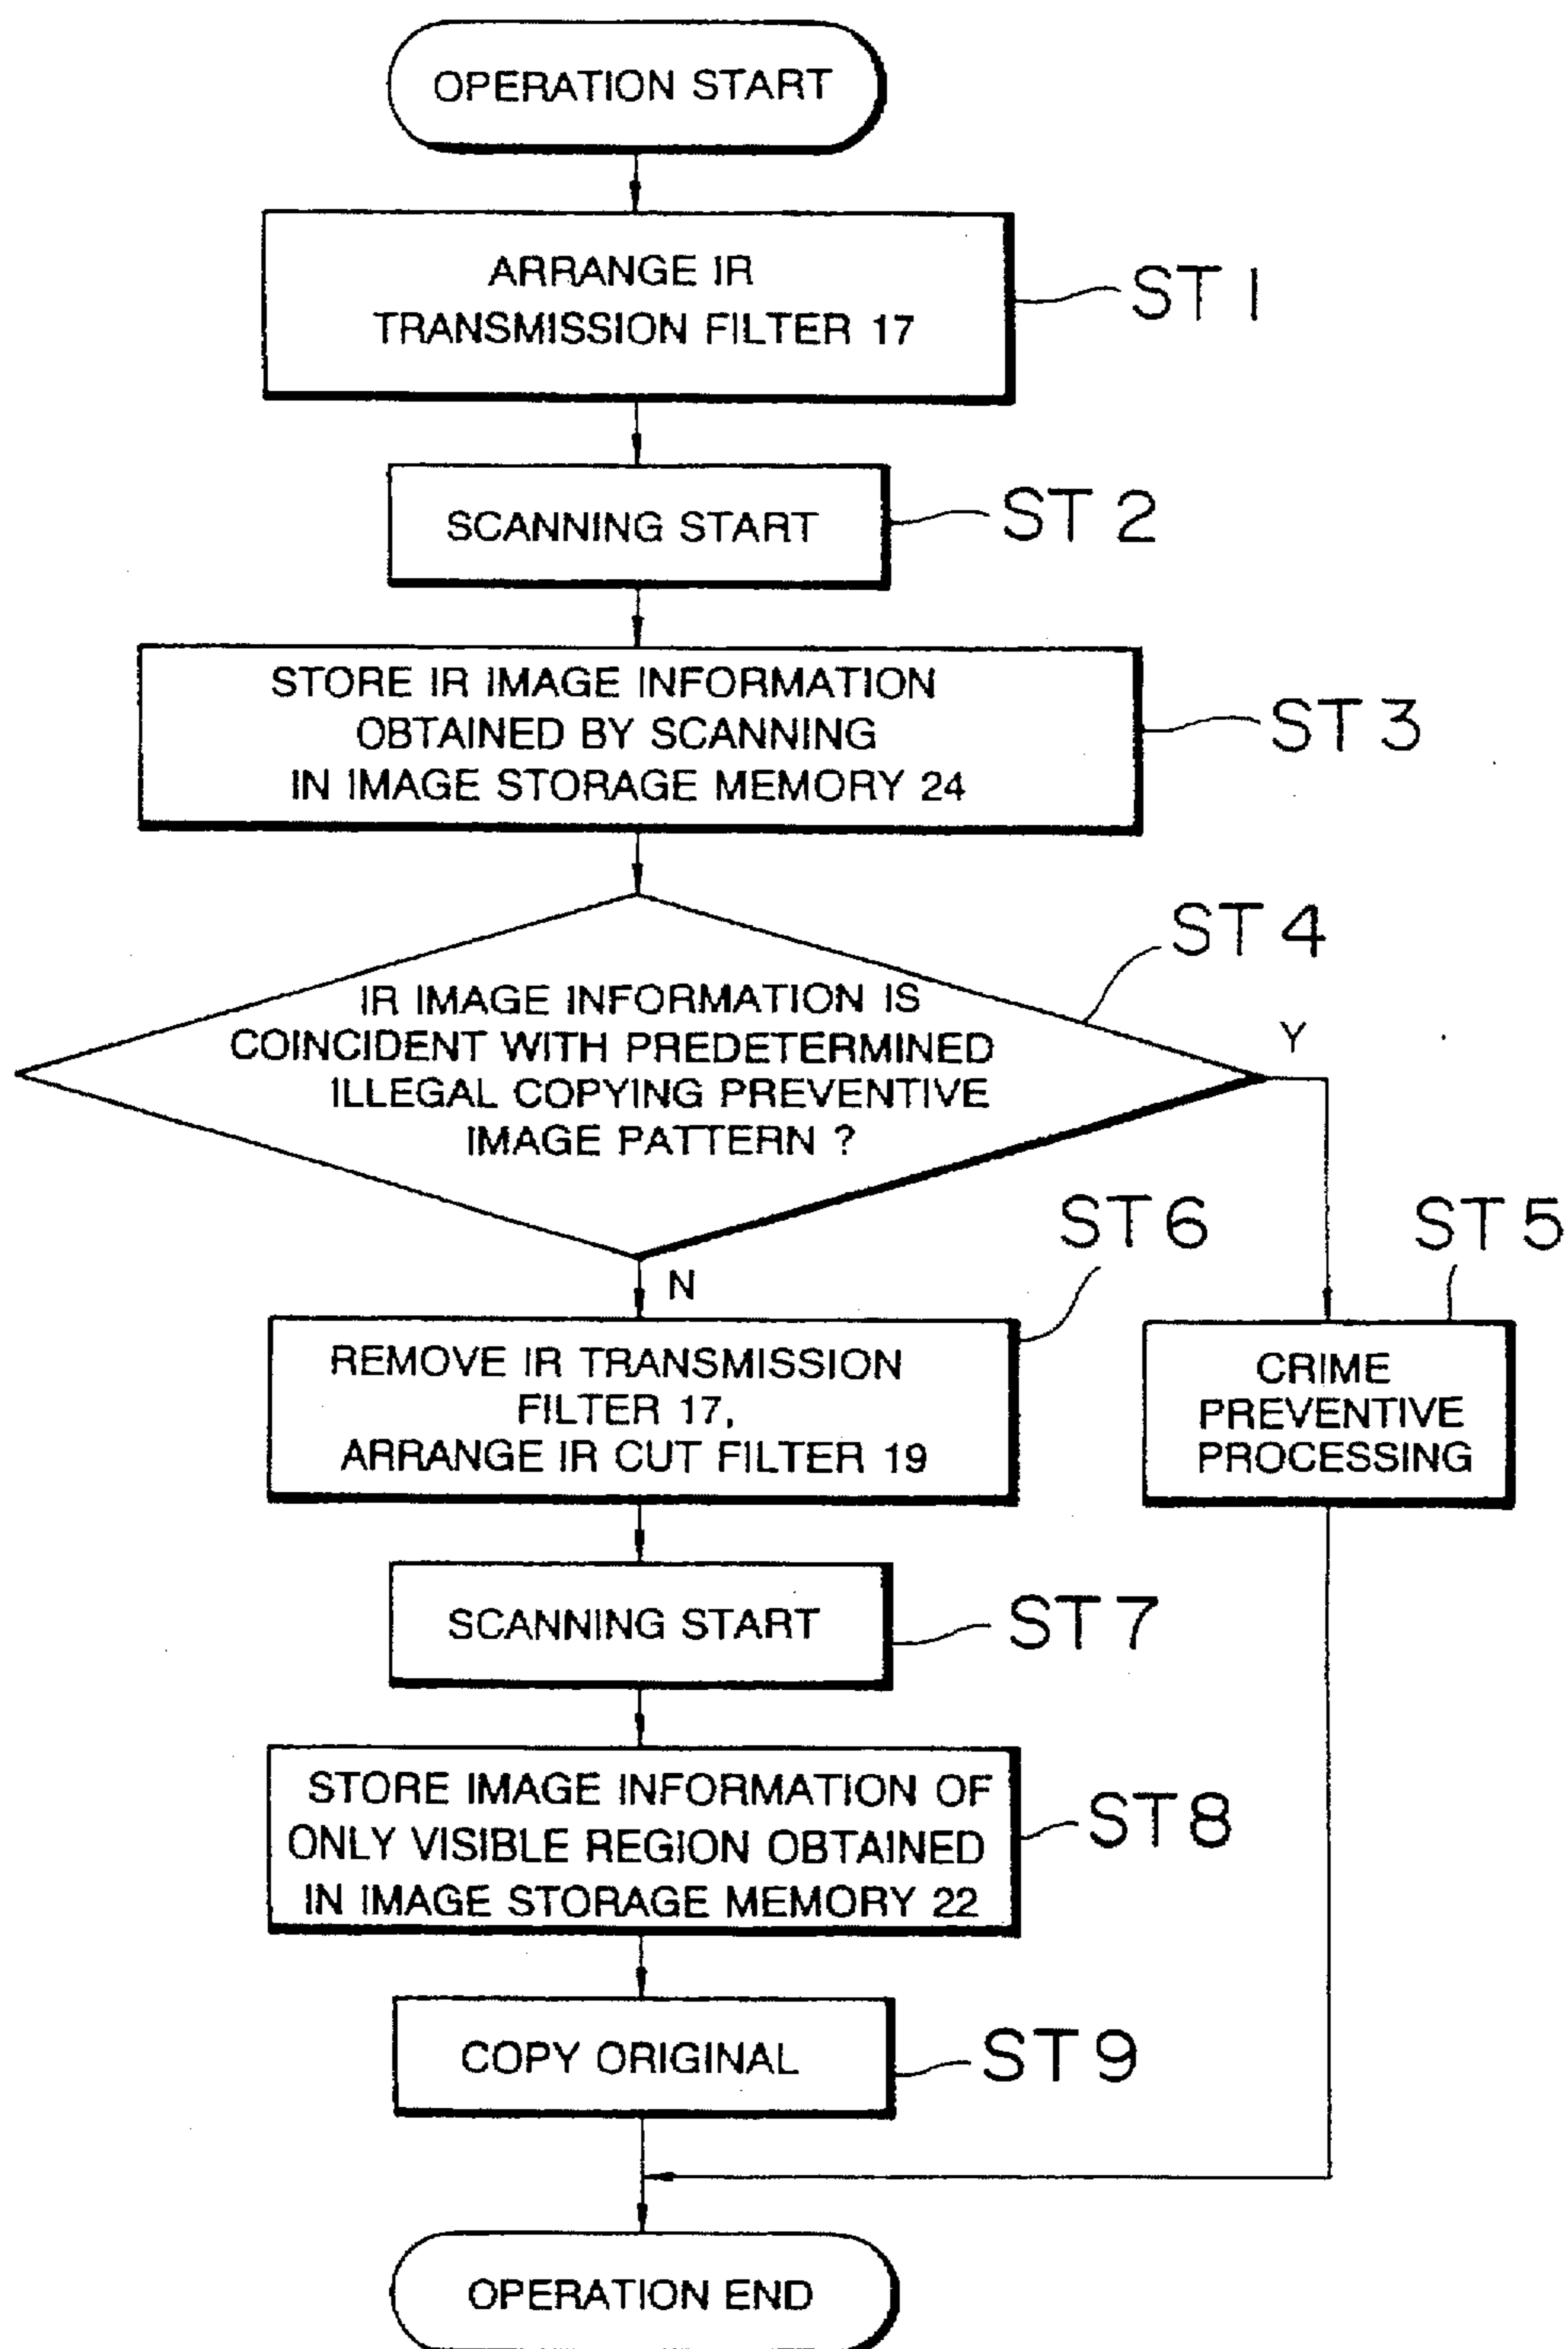 OPERATION START
ARRANGE IR
TRANSMISSION FILTER 17
ST 1
SCANNING START
ST 2
STORE IR IMAGE INFORMATION
OBTAINED BY SCANNING
IN IMAGE STORAGE MEMORY 24
ST 3
ST 4
IR IMAGE INFORMATION IS
COINCIDENT WITH PREDETERMINED
ILLEGAL COPYING PREVENTIVE
IMAGE PATTERN ?
Y
N
ST 6
REMOVE IR TRANSMISSION
FILTER 17,
ARRANGE IR CUT FILTER 19
ST 5
CRIME
PREVENTIVE
PROCESSING
SCANNING START
ST 7
STORE IMAGE INFORMATION OF
ONLY VISIBLE REGION OBTAINED
IN IMAGE STORAGE MEMORY 22
ST 8
COPY ORIGINAL
ST 9
OPERATION END